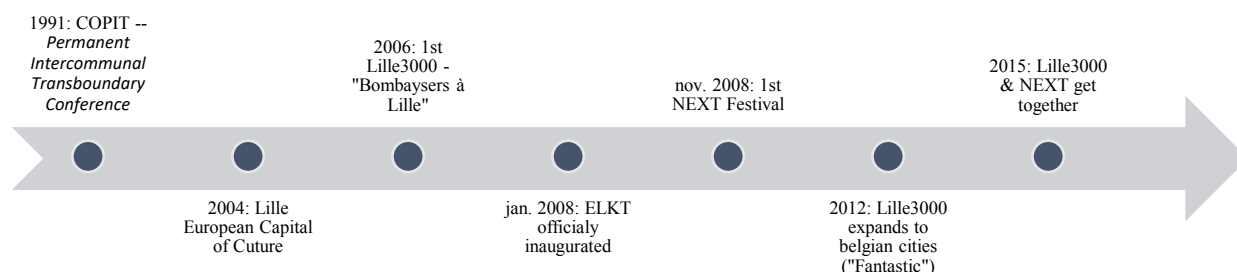 1991: COPIT --
Permanent
Intercommunal
Transboundary
Conference
2004: Lille
European Capital
of Cuture
2006: 1st
Lille3000 -
"Bombaysers à
Lille"
jan. 2008: ELKT
officialy
inaugurated
nov. 2008: 1st
NEXT Festival
2012: Lille3000
expands to
belgian cities
("Fantastic")
2015: Lille3000
& NEXT get
together